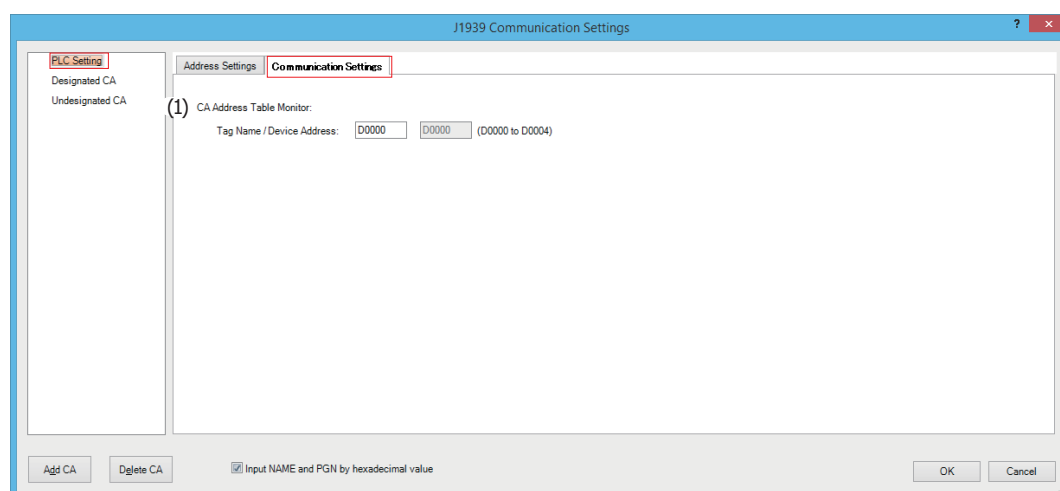 J1939 Communication Settings
? ×
PLC Setting
Designated CA
Undesignated CA
Address Settings Communication Settings
(1) CA Address Table Monitor:
Tag Name / Device Address: D0000 D0000 (D0000 to D0004)
Add CA Delete CA Input NAME and PGN by hexadecimal value OK Cancel